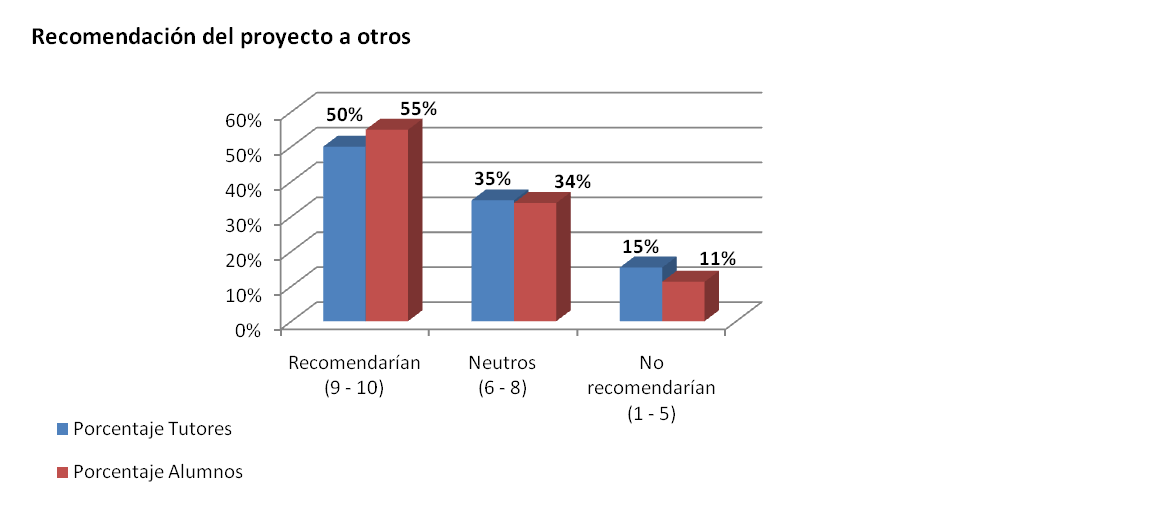 Recomendación del proyecto a otros
60%
50%
40%
30%
20%
10%
0%
50%
55%
35%
34%
15%
11%
Recomendarían
(9 - 10)
Neutros
(6 - 8)
No
recomendarían
(1 - 5)
Porcentaje Tutores
Porcentaje Alumnos